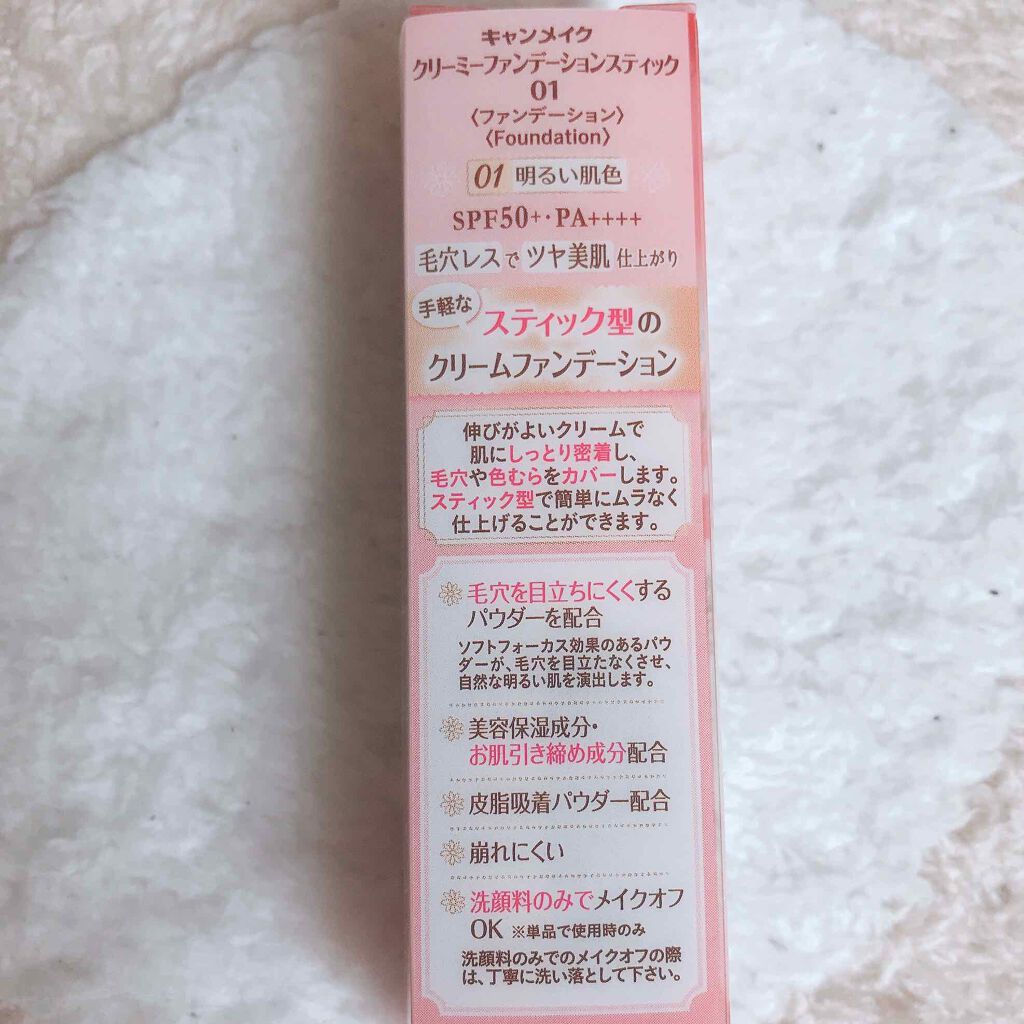 キャンメイク
クリーミーファンデーションスティック
01
〈ファンデーション〉
〈Foundation〉
01 明るい肌色
SPF50+・PA++++
毛穴レスで ツヤ美肌 仕上がり
手軽な
スティック型の
クリームファンデーション
伸びがよいクリームで
肌にしっとり密着し、
毛穴や色むらをカバーします。
スティック型で簡単にムラなく
仕上げることができます。
毛穴を目立ちにくくする
パウダーを配合
ソフトフォーカス効果のあるパウ
ダーが、毛穴を目立たなくさせ、
自然な明るい肌を演出します。
美容保湿成分・
お肌引き締め成分配合
皮脂吸着パウダー配合
崩れにくい
洗顔料のみでメイクオフ
OK ※単品で使用時のみ
洗顔料のみでのメイクオフの際
は、丁寧に洗い落として下さい。